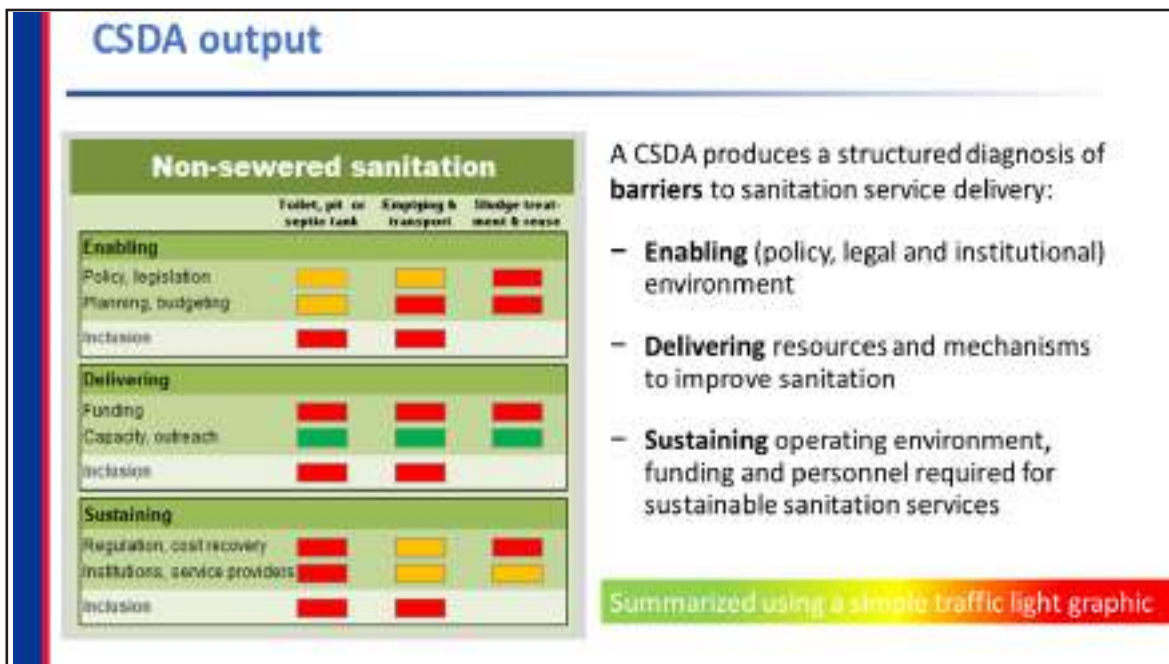 CSDA output
Non-sewered sanitation
Toilet, pit or septic tank
Emptying & transport
Sludge treat-ment & reuse
Enabling
Policy, legislation
Planning, budgeting
Inclusion
Delivering
Funding
Capacity, outreach
Inclusion
Sustaining
Regulation, cost recovery
Institutions, service providers
Inclusion
A CSDA produces a structured diagnosis of
barriers to sanitation service delivery:
– Enabling (policy, legal and institutional)
environment
– Delivering resources and mechanisms
to improve sanitation
– Sustaining operating environment,
funding and personnel required for
sustainable sanitation services
Summarized using a simple traffic light graphic